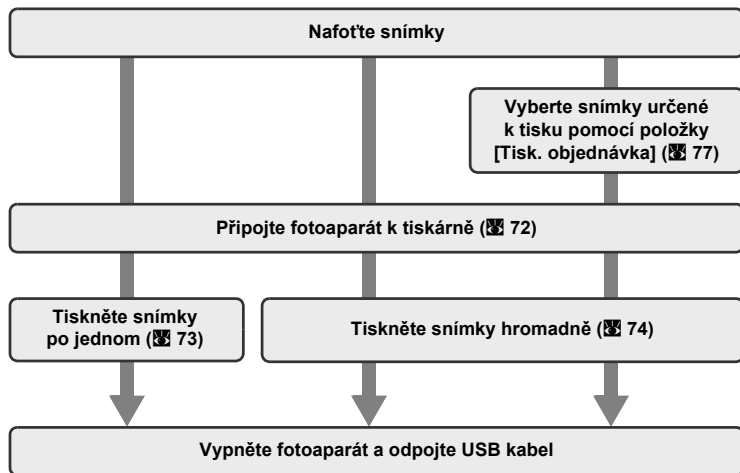 Nafoťte snímky
Vyberte snímky určené
k tisku pomocí položky
[Tisk. objednávka] (🕷 77)
Připojte fotoaparát k tiskárně (🕷 72)
Tiskněte snímky
po jednom (🕷 73)
Tiskněte snímky hromadně (🕷 74)
Vypněte fotoaparát a odpojte USB kabel